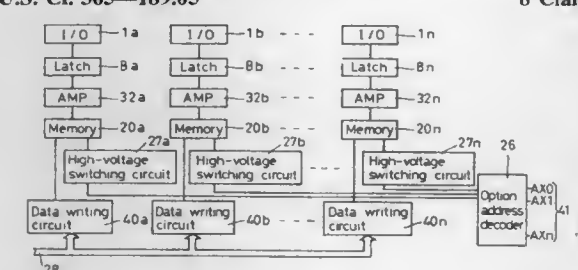 U.S. Cl. 365—189.05 8 Clai
I/O 1a I/O 1b I/O 1n
Latch 8a Latch 8b Latch 8n
AMP 32a AMP 32b AMP 32n
Memory 20a Memory 20b Memory 20n
27a 27b 27n 26
High-voltage switching circuit
High-voltage switching circuit
High-voltage switching circuit
Option address decoder
AX0
AX1
AXn
41
Data writing circuit 40a
Data writing circuit 40b
Data writing circuit 40n
28